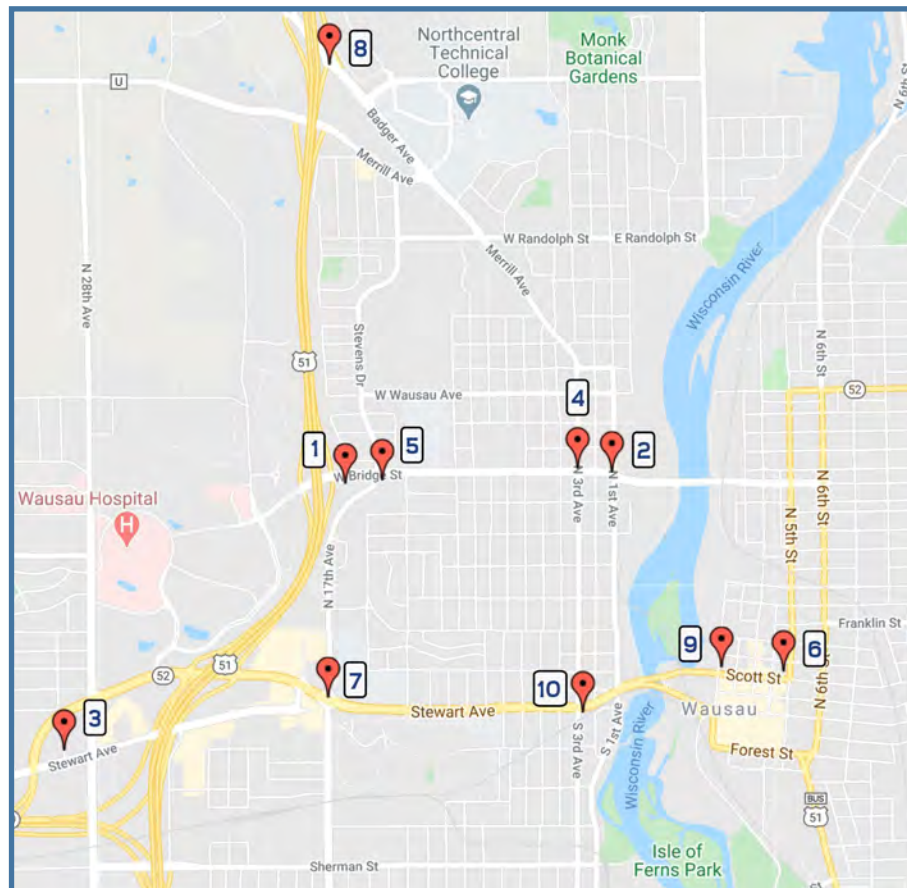 8
Northcentral
Technical
College
Monk
Botanical
Gardens
U
Badger Ave
Merrill Ave
W Randolph St
E Randolph St
Merrill Ave
Wisconsin River
N 28th Ave
N 6th St
51
Stevens Dr
W Wausau Ave
52
4
1
5
2
W Bridge St
Wausau Hospital
H
N 3rd Ave
N 1st Ave
N 5th St
N 6th St
N 17th Ave
Franklin St
9
6
51
52
7
Scott St
10
Stewart Ave
Wausau
3
Stewart Ave
S 3rd Ave
S 1st Ave
Wisconsin River
Forest St
BUS
51
Sherman St
Isle of
Ferns Park